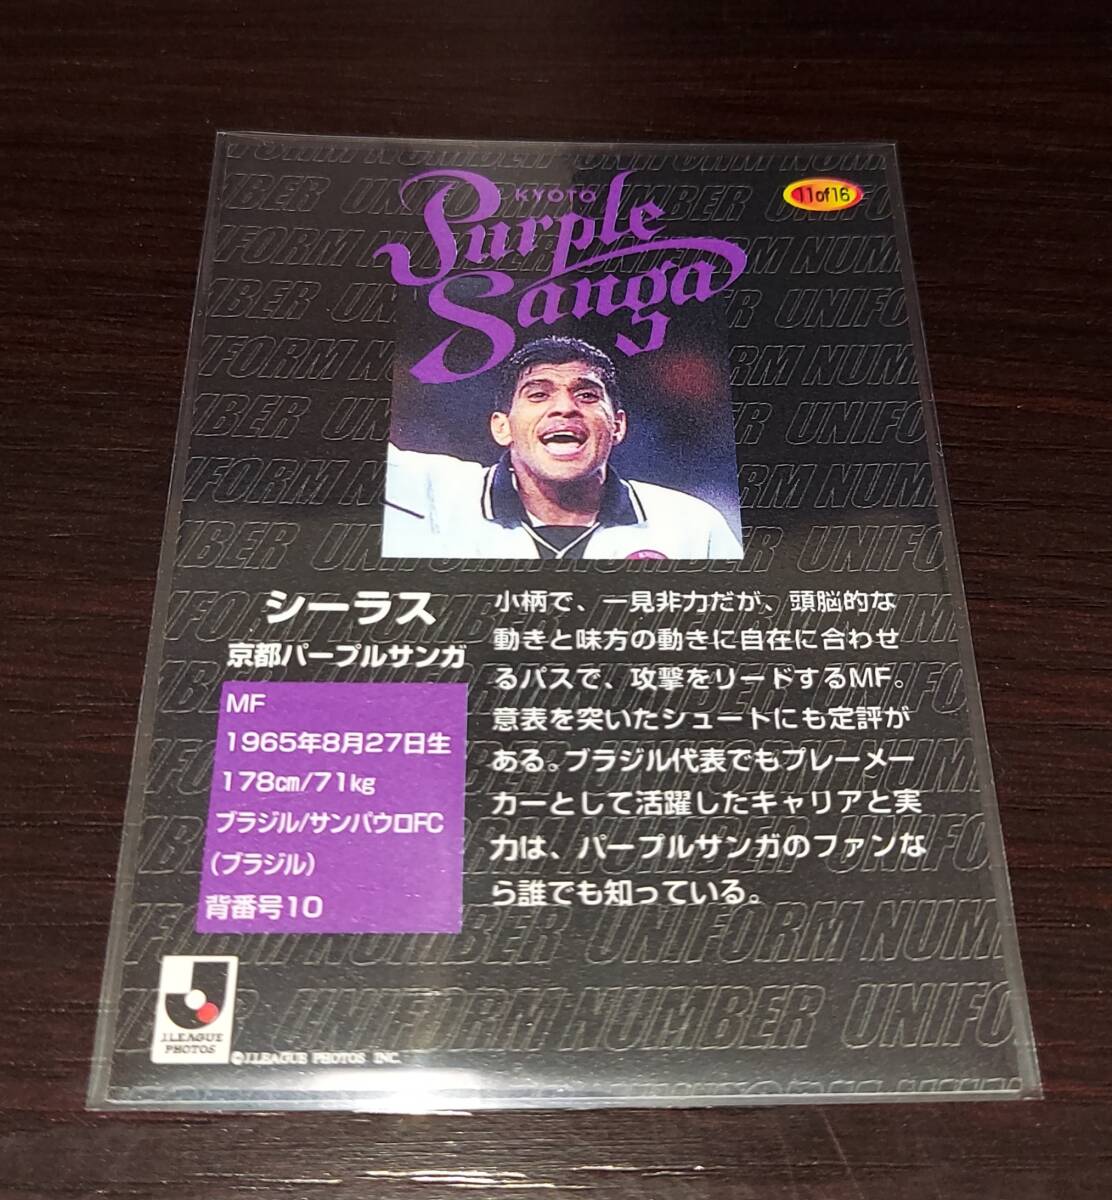 KYOTO
Purple
Sanga
11of16
シーラス
京都パープルサンガ
MF
1965年8月27日生
178㎝/71㎏
ブラジル/サンパウロFC
(ブラジル)
背番号10
小柄で、一見非力だが、頭脳的な
動きと味方の動きに自在に合わせ
るパスで、攻撃をリードするMF。
意表を突いたシュートにも定評が
ある。ブラジル代表でもプレーメー
カーとして活躍したキャリアと実
力は、パープルサンガのファンな
ら誰でも知っている。
J.LEAGUE
PHOTOS
©J.LEAGUE PHOTOS INC.
UNIFORM NUMBER